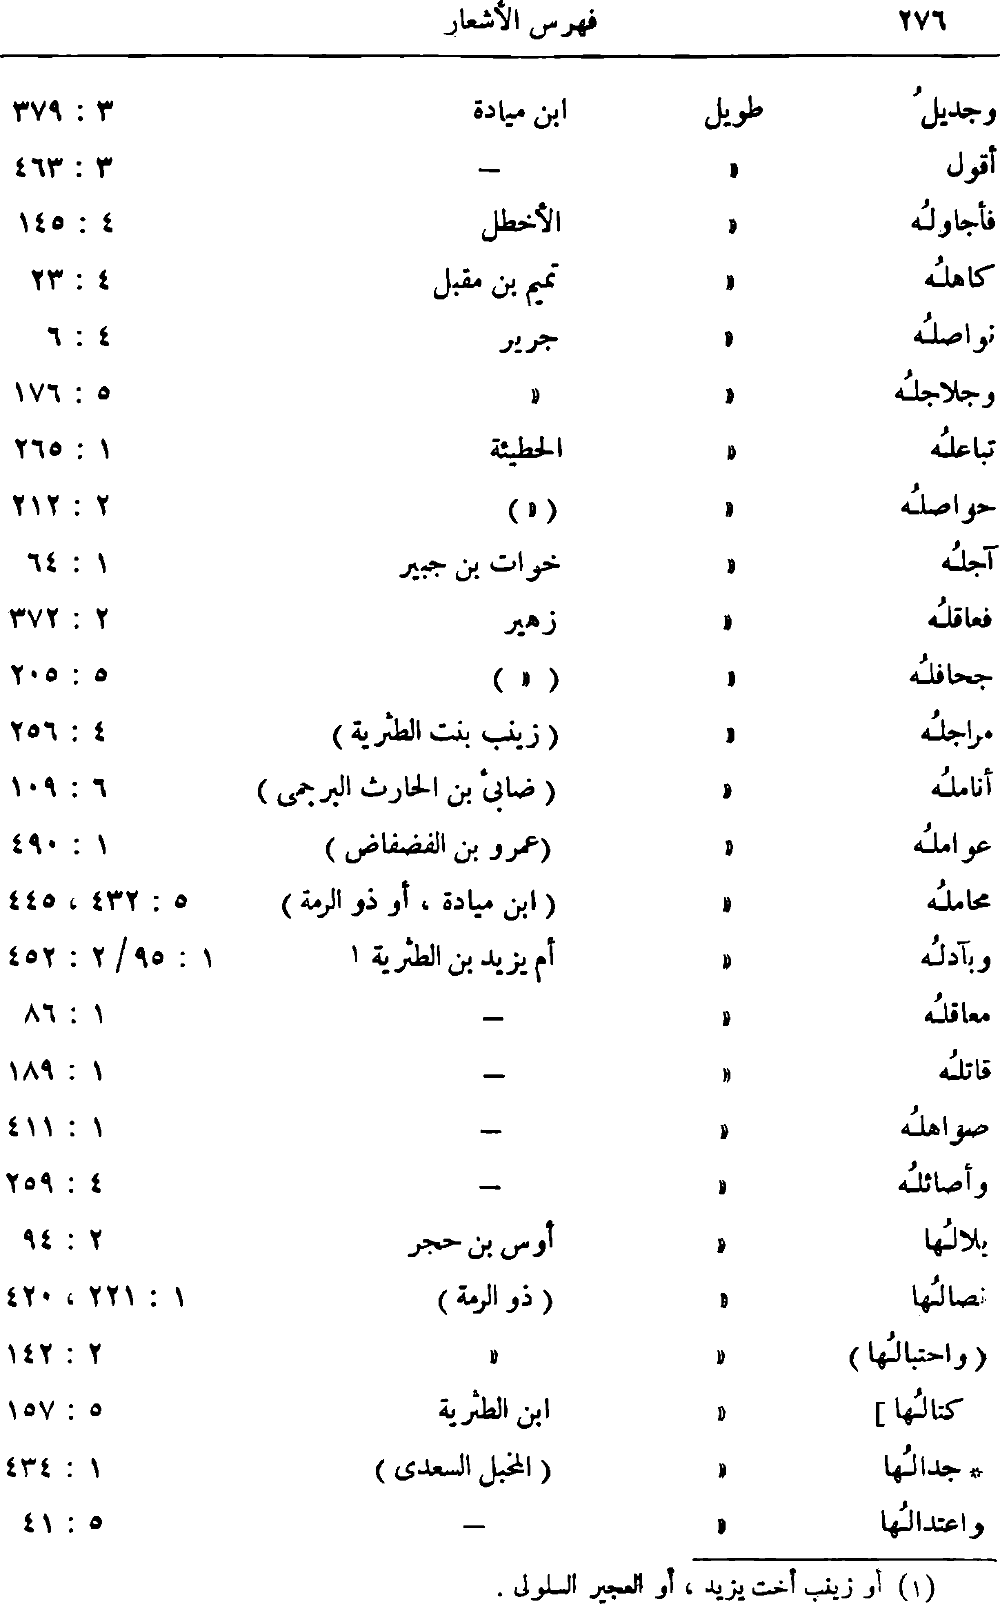 ٢٧٦ فهرس الأشعار
وجديلُ طويل ابن ميادة ٣ : ٣٧٩
أقول » — ٣ : ٤٦٣
فأجاولُه » الأخطل ٤ : ١٤٥
كاهلُه » تميم بن مقبل ٤ : ٢٣
نواصلُه » جرير ٤ : ٦
وجلاجلُه » » ٥ : ١٧٦
تباعلُه » الحطيئة ١ : ٢٦٥
حواصلُه » ( » ) ٢ : ٢١٢
آجلُه » خوات بن جبير ١ : ٦٤
فعاقلُه » زهير ٢ : ٣٧٢
جحافلُه » ( » ) ٥ : ٢٠٥
مراجلُه » ( زينب بنت الطثرية ) ٤ : ٢٥٦
أناملُه » ( ضابئ بن الحارث البرجمى ) ٦ : ١٠٩
عواملُه » (عمرو بن الفضفاض ) ١ : ٤٩٠
محاملُه » ( ابن ميادة ، أو ذو الرمة ) ٥ : ٤٣٢ ، ٤٤٥
وبآدلُه » أم يزيد بن الطثرية ١ ١ : ٩٥ / ٢ : ٤٥٢
معاقلُه » — ١ : ٨٦
قاتلُه » — ١ : ١٨٩
صواهلُه » — ١ : ٤١١
وأصائلُه » — ٤ : ٢٥٩
بلالُها » أوس بن حجر ٢ : ٩٤
نصالُها » ( ذو الرمة ) ١ : ٢٢١ ، ٤٢٠
( واحتبالُها ) » » ٢ : ١٤٢
كتالُها ] » ابن الطثرية ٥ : ١٥٧
* جدالُها » ( المخبل السعدى ) ١ : ٤٣٤
واعتدالُها » — ٥ : ٤١
(١) أو زينب أخت يزيد ، أو العجير السلولى .